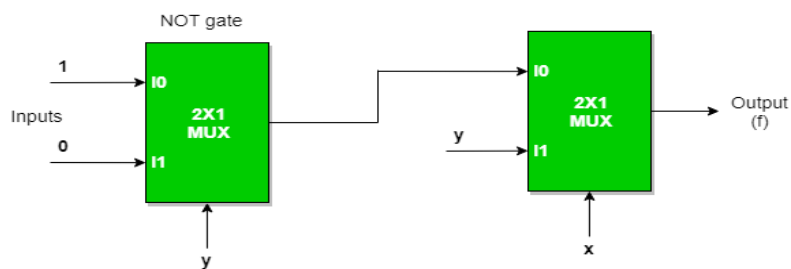 NOT gate
1
I0
2X1
MUX
Inputs
0
I1
y
I0
2X1
MUX
y
I1
x
Output
(f)